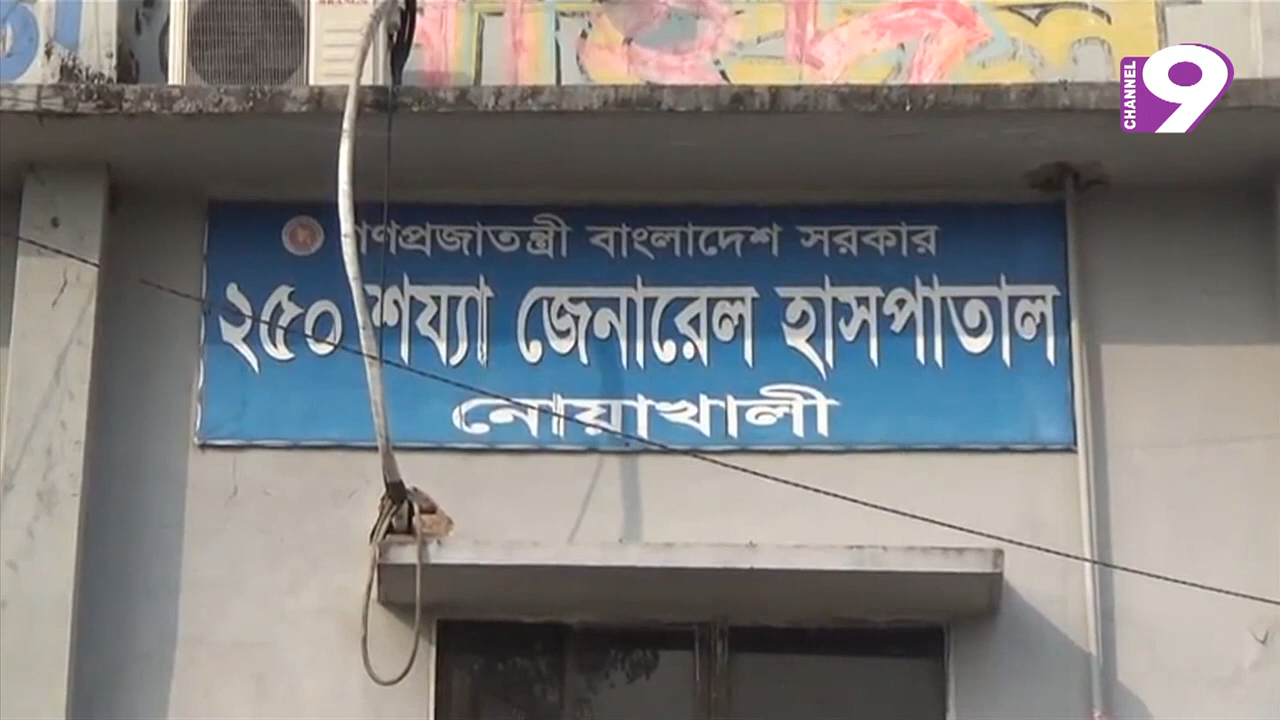 গণপ্রজাতন্ত্রী বাংলাদেশ সরকার
২৫০ শয্যা জেনারেল হাসপাতাল
নোয়াখালী
CHANNEL 9